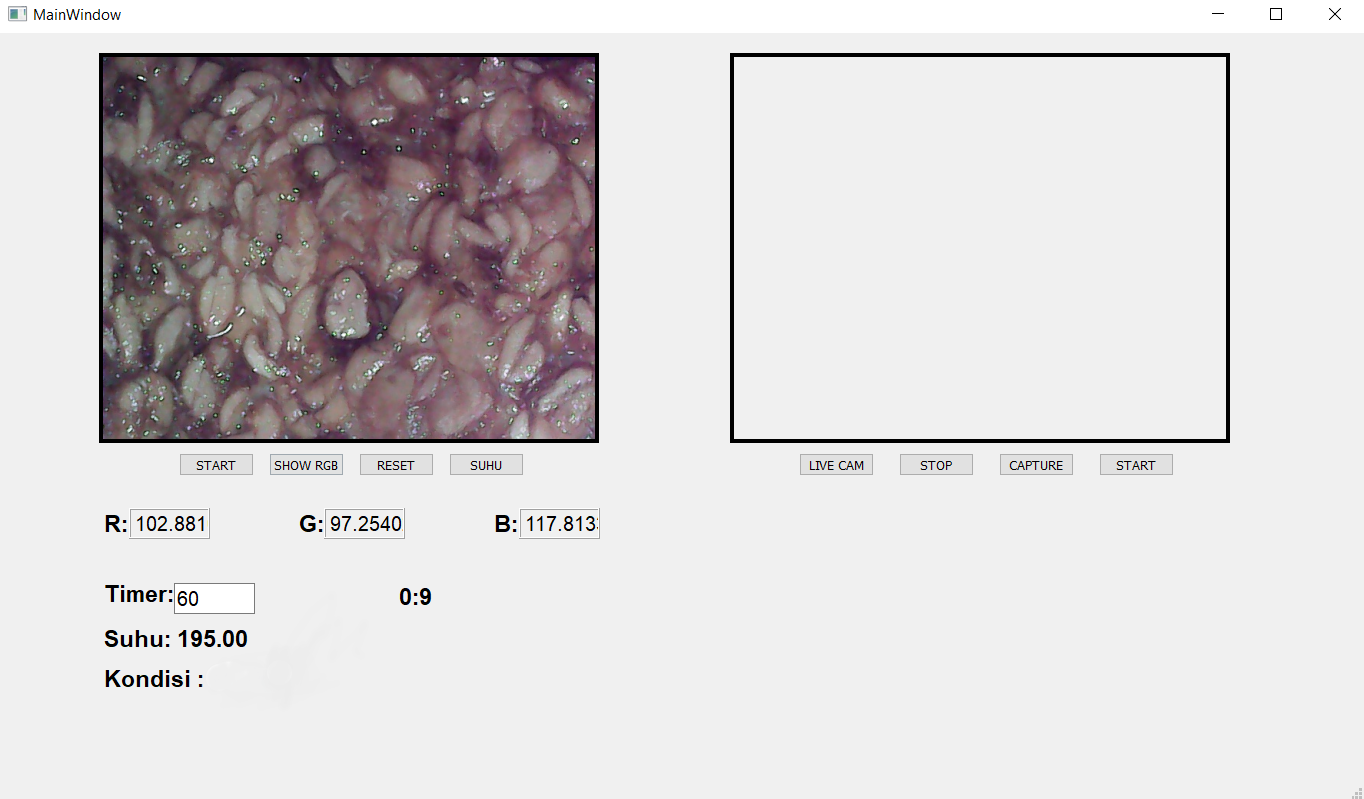 MainWindow
START SHOW RGB RESET SUHU
LIVE CAM STOP CAPTURE START
R: 102.881 G: 97.2540 B: 117.813
Timer: 60 0:9
Suhu: 195.00
Kondisi :